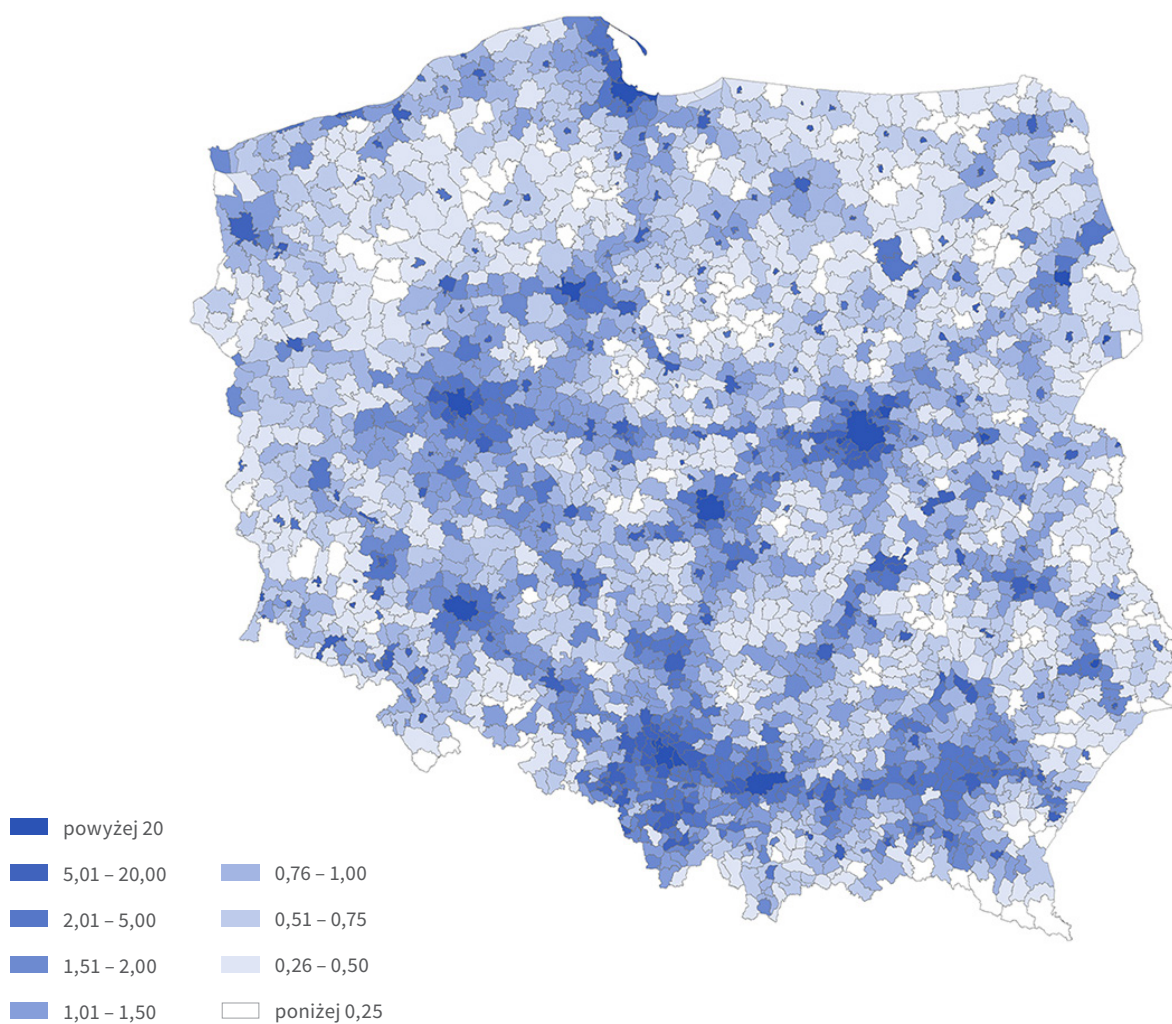 powyżej 20
5,01 – 20,00
2,01 – 5,00
1,51 – 2,00
1,01 – 1,50
0,76 – 1,00
0,51 – 0,75
0,26 – 0,50
poniżej 0,25